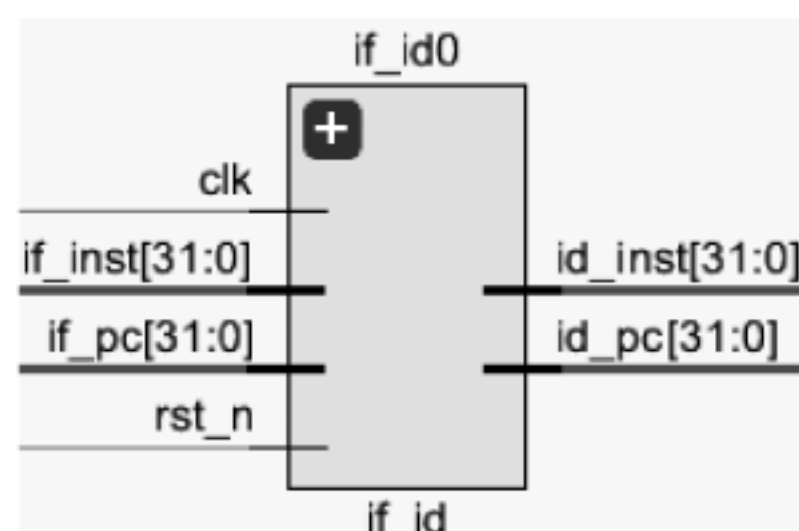 if_id0
+
clk
if_inst[31:0] id_inst[31:0]
if_pc[31:0] id_pc[31:0]
rst_n
if_id